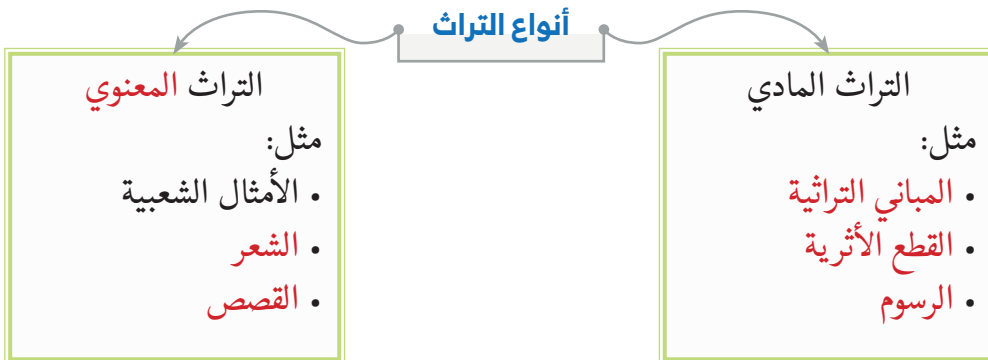 أنواع التراث
التراث المادي
مثل:
• المباني التراثية
• القطع الأثرية
• الرسوم
التراث المعنوي
مثل:
• الأمثال الشعبية
• الشعر
• القصص